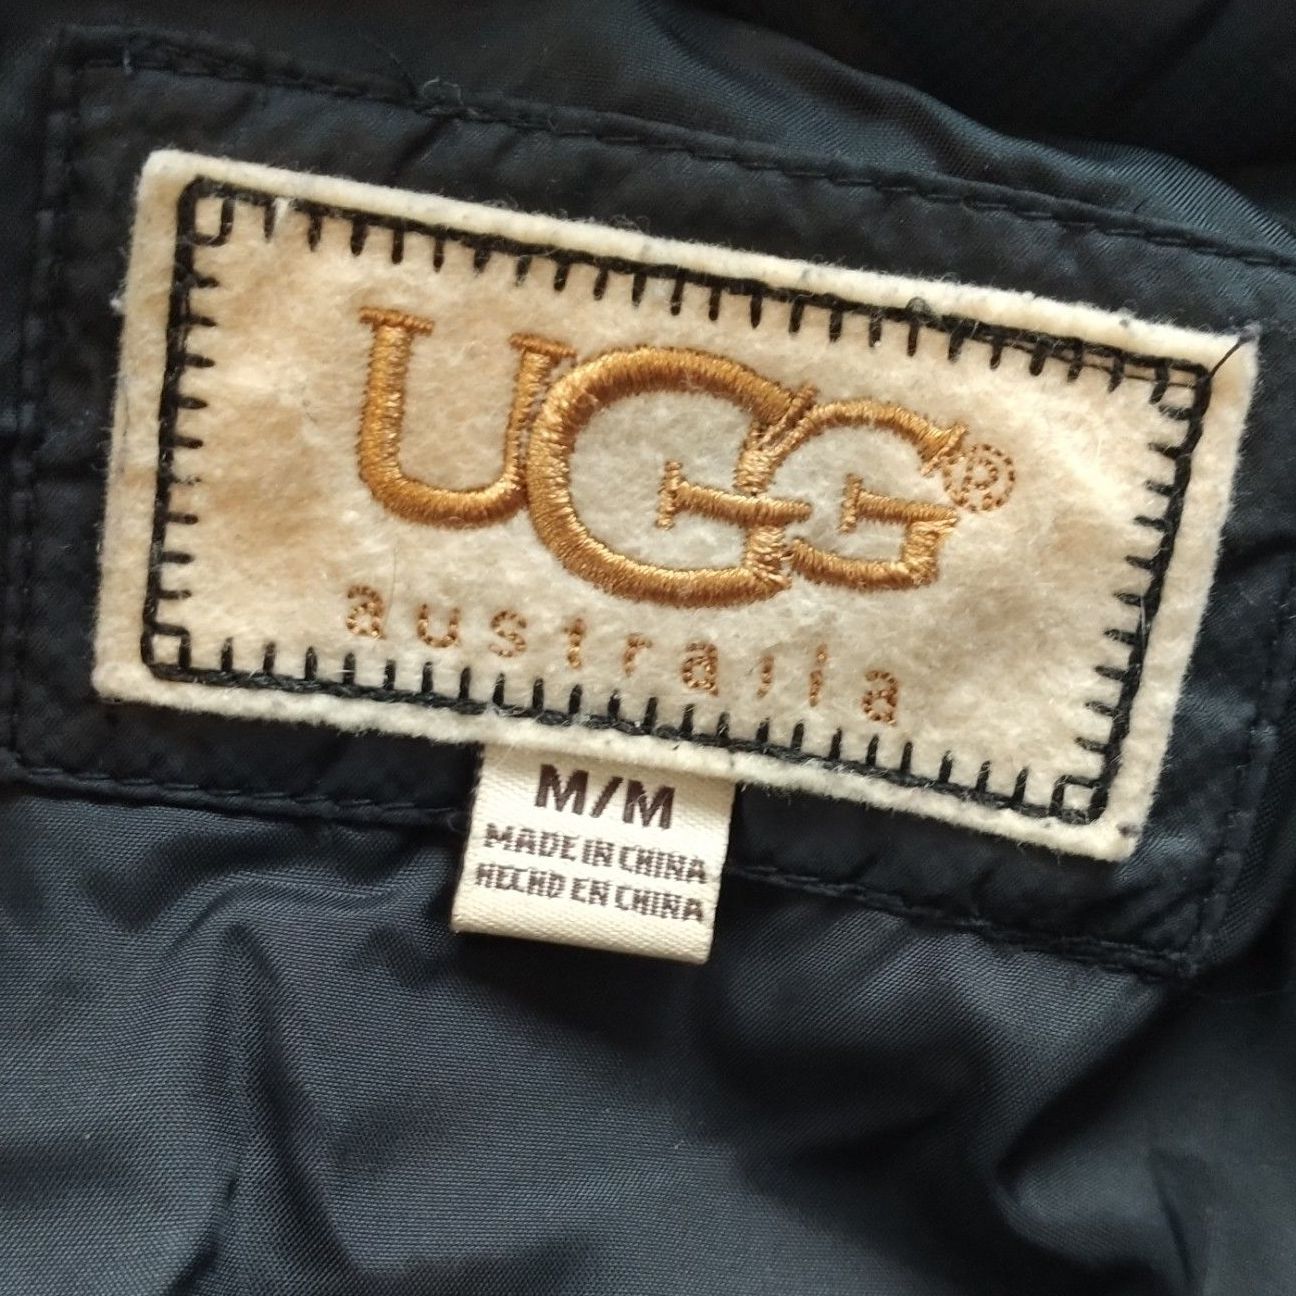 UGG®
australia
M/M
MADE IN CHINA
HECHO EN CHINA